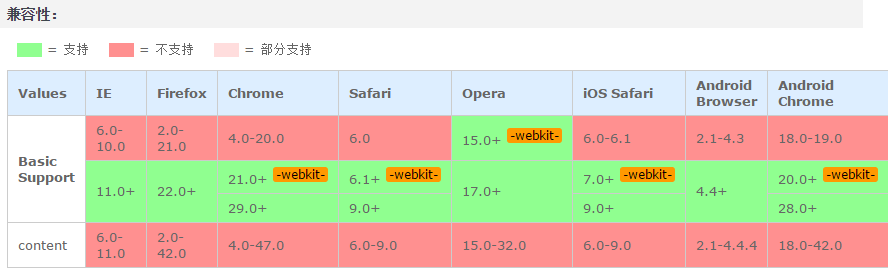 兼容性：
= 支持 = 不支持 = 部分支持
Values IE Firefox Chrome Safari Opera iOS Safari Android Browser Android Chrome
Basic Support 6.0-10.0 2.0-21.0 4.0-20.0 6.0 15.0+ -webkit- 6.0-6.1 2.1-4.3 18.0-19.0
11.0+ 22.0+ 21.0+ -webkit- 29.0+ 6.1+ -webkit- 9.0+ 17.0+ 7.0+ -webkit- 9.0+ 4.4+ 20.0+ -webkit- 28.0+
content 6.0-11.0 2.0-42.0 4.0-47.0 6.0-9.0 15.0-32.0 6.0-9.0 2.1-4.4.4 18.0-42.0